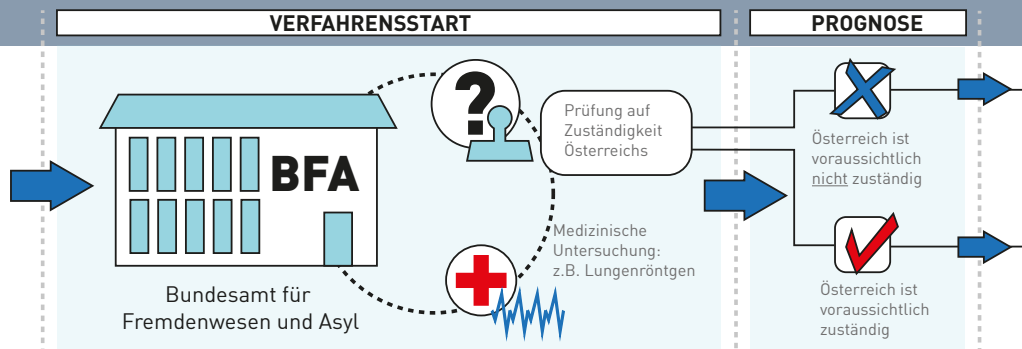 VERFAHRENSSTART
PROGNOSE
?
Prüfung auf
Zuständigkeit
Österreichs
BFA
Medizinische
Untersuchung:
z.B. Lungenröntgen
Bundesamt für
Fremdenwesen und Asyl
Österreich ist
voraussichtlich
nicht zuständig
Österreich ist
voraussichtlich
zuständig